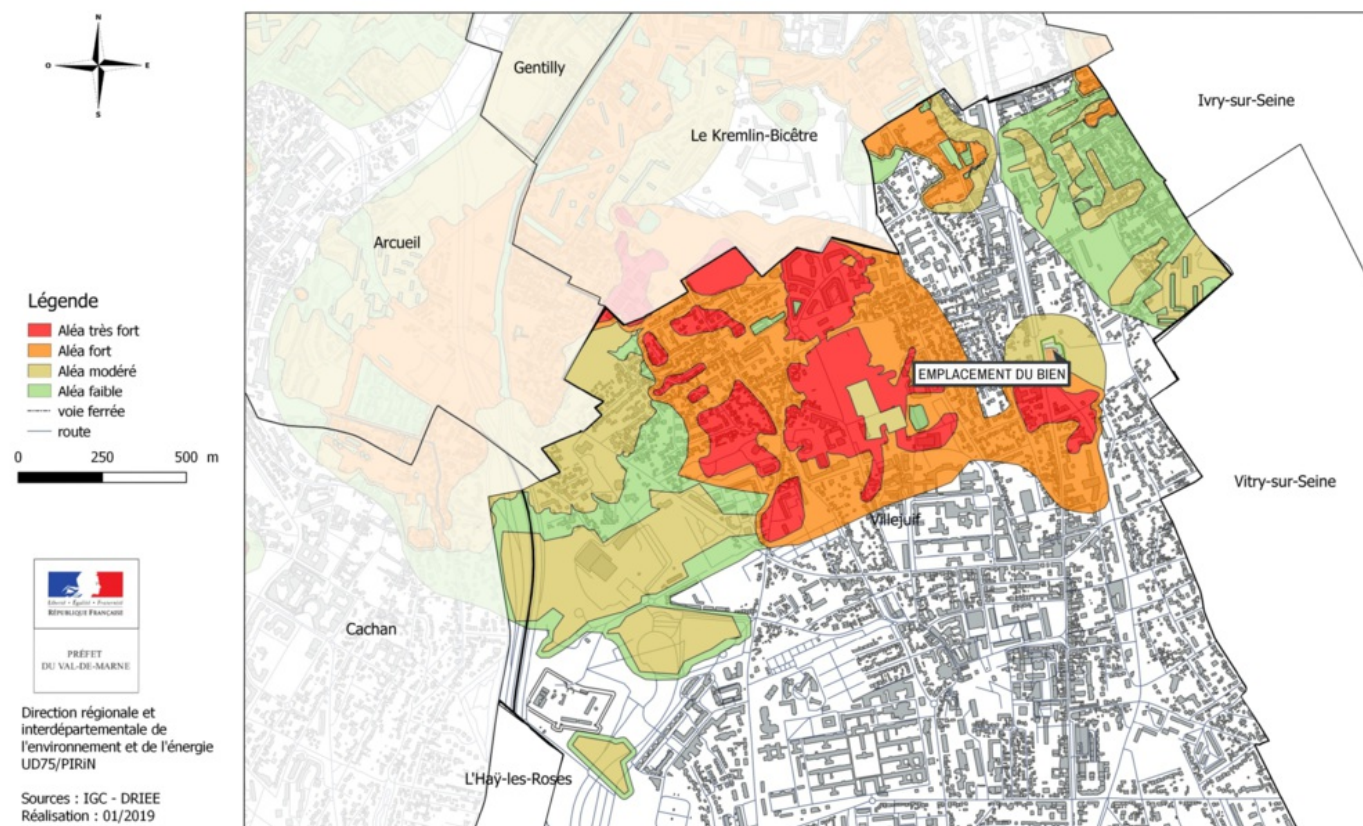 N
O
E
S
Gentilly
Ivry-sur-Seine
Le Kremlin-Bicêtre
Arcueil
Légende
Aléa très fort
Aléa fort
Aléa modéré
Aléa faible
voie ferrée
route
0 250 500 m
EMPLACEMENT DU BIEN
Vitry-sur-Seine
Villejuif
Cachan
Liberté • Égalité • Fraternité
RÉPUBLIQUE FRANÇAISE
PRÉFET
DU VAL-DE-MARNE
Direction régionale et
interdépartementale de
l'environnement et de l'énergie
UD75/PIRiN
L'Haÿ-les-Roses
Sources : IGC - DRIEE
Réalisation : 01/2019